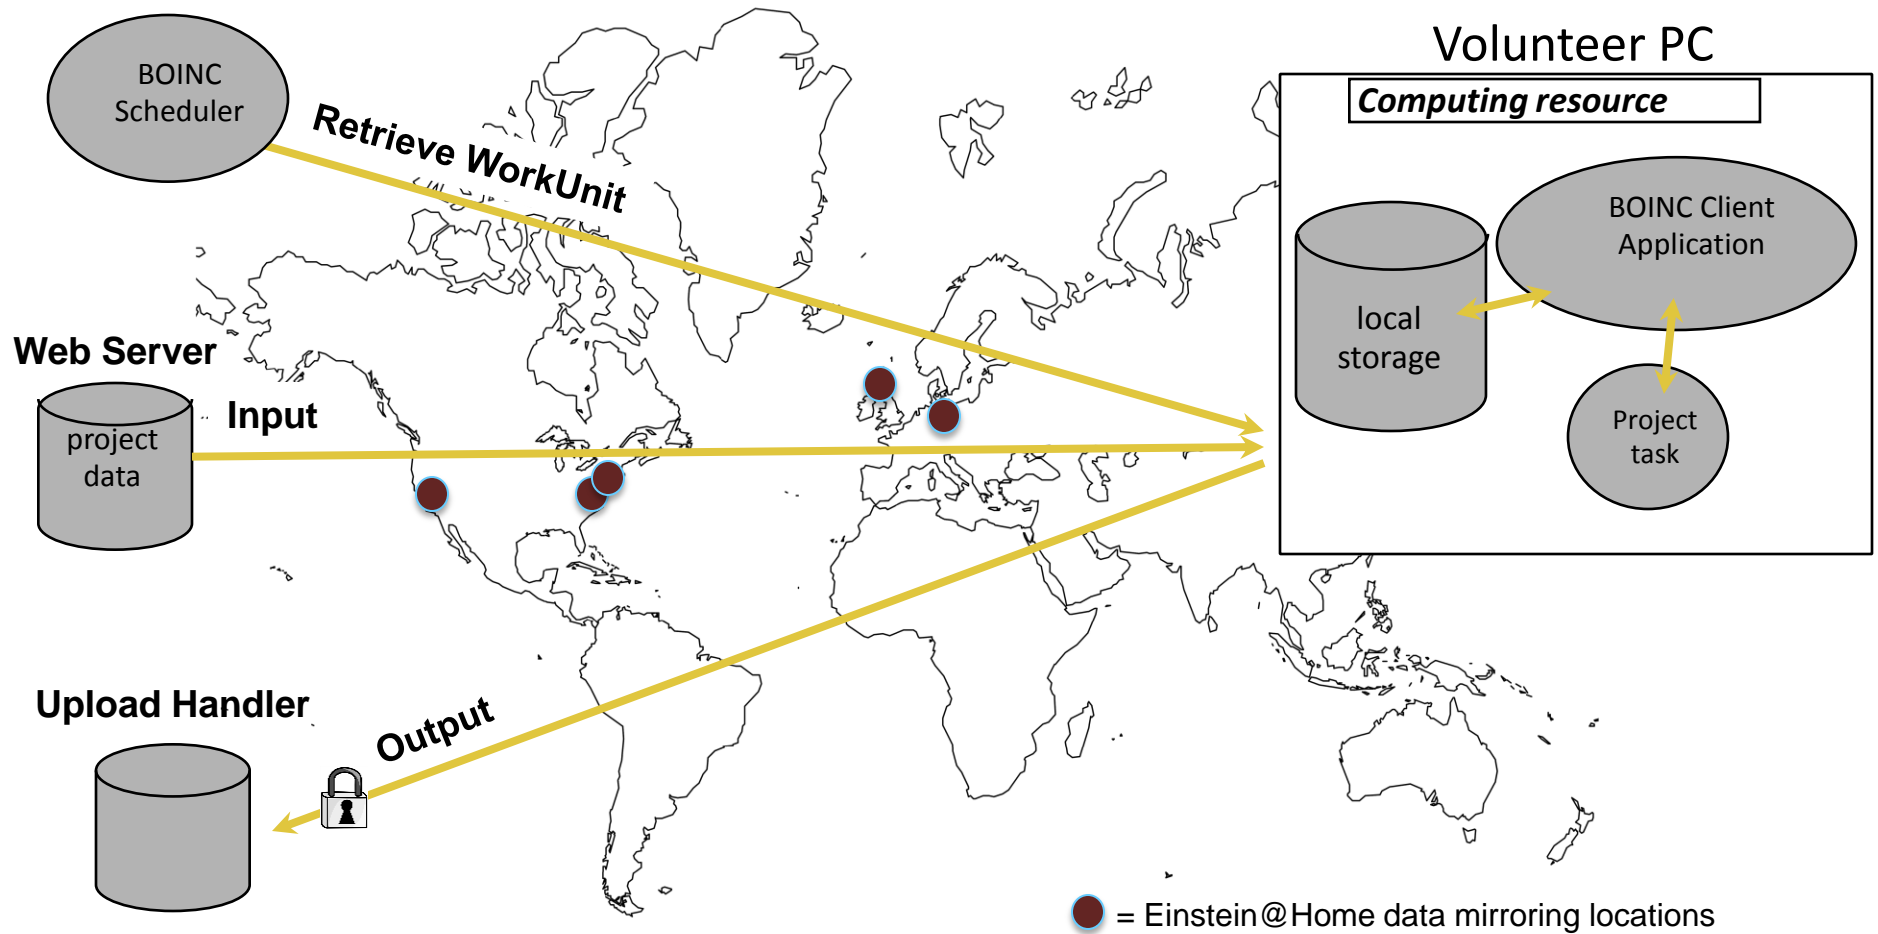 BOINC
Scheduler
Retrieve WorkUnit
Volunteer PC
Computing resource
BOINC Client
Application
local
storage
Project
task
Web Server
project
data
Input
Upload Handler
Output
= Einstein@Home data mirroring locations